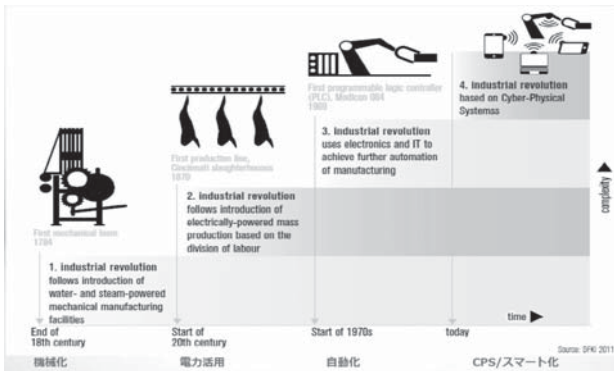 First mechanical loom
1784
1. industrial revolution
follows introduction of
water- and steam-powered
mechanical manufacturing
facilities
First production line,
Cincinnati slaughterhouses
1870
2. industrial revolution
follows introduction of
electrically-powered mass
production based on the
division of labour
First programmable logic controller
(PLC), Modicon 084
1969
3. industrial revolution
uses electronics and IT to
achieve further automation
of manufacturing
4. industrial revolution
based on Cyber-Physical
Systemss
complexity
time
End of
18th century
Start of
20th century
Start of 1970s
today
Source: DFKI 2011
機械化
電力活用
自動化
CPS/スマート化